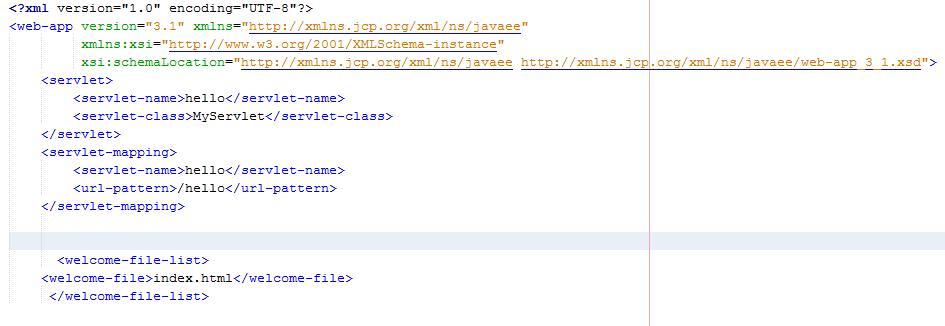 <?xml version="1.0" encoding="UTF-8"?>
<web-app version="3.1" xmlns="http://xmlns.jcp.org/xml/ns/javaee"
xmlns:xsi="http://www.w3.org/2001/XMLSchema-instance"
xsi:schemaLocation="http://xmlns.jcp.org/xml/ns/javaee http://xmlns.jcp.org/xml/ns/javaee/web-app_3_1.xsd">
<servlet>
<servlet-name>hello</servlet-name>
<servlet-class>MyServlet</servlet-class>
</servlet>
<servlet-mapping>
<servlet-name>hello</servlet-name>
<url-pattern>/hello</url-pattern>
</servlet-mapping>
<welcome-file-list>
<welcome-file>index.html</welcome-file>
</welcome-file-list>